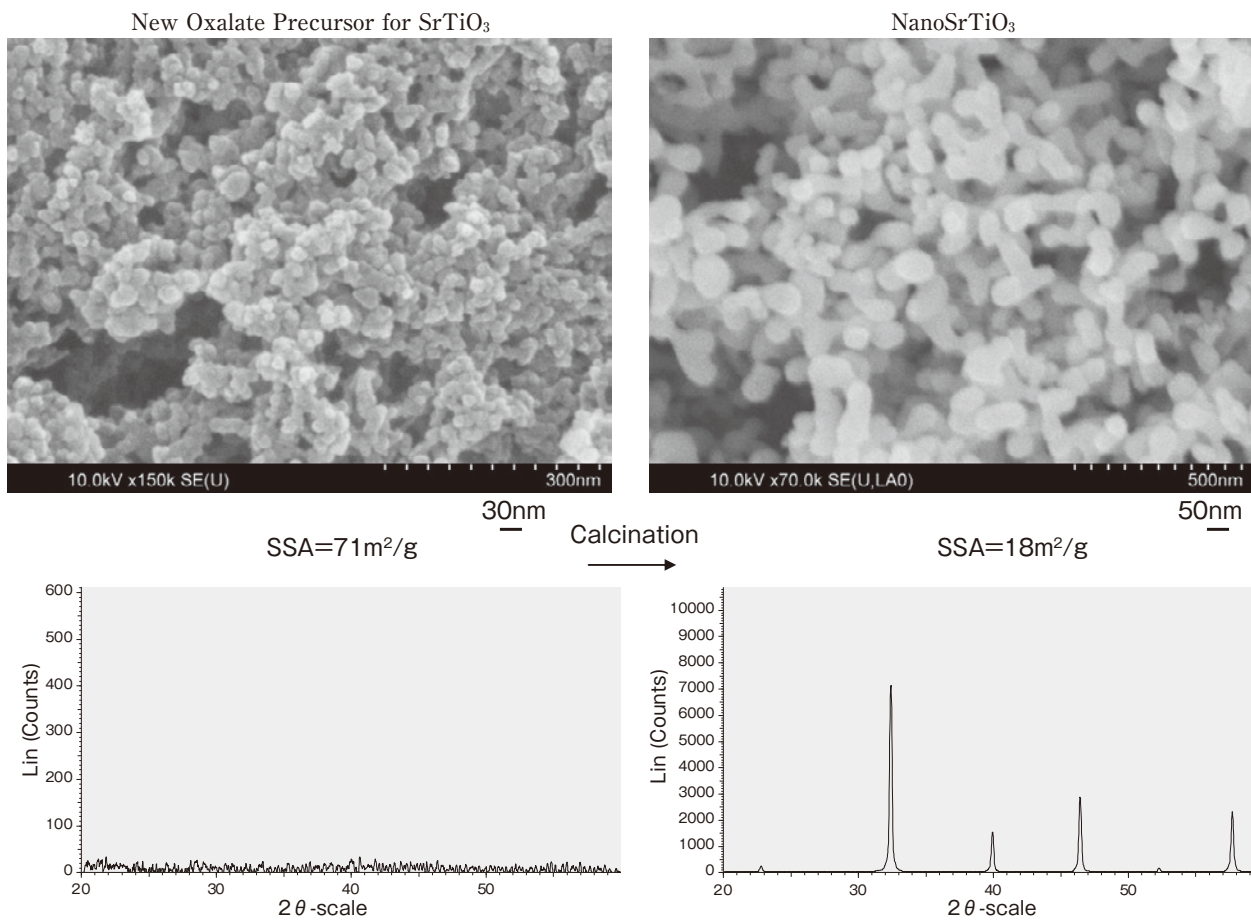 New Oxalate Precursor for SrTiO₃
NanoSrTiO₃
10.0kV x150k SE(U)
300nm
10.0kV x70.0k SE(U,LA0)
500nm
30nm
50nm
SSA=71m²/g
Calcination
SSA=18m²/g
Lin (Counts)
600
500
400
300
200
100
0
20
30
40
50
2θ-scale
Lin (Counts)
10000
9000
8000
7000
6000
5000
4000
3000
2000
1000
0
20
30
40
50
2θ-scale